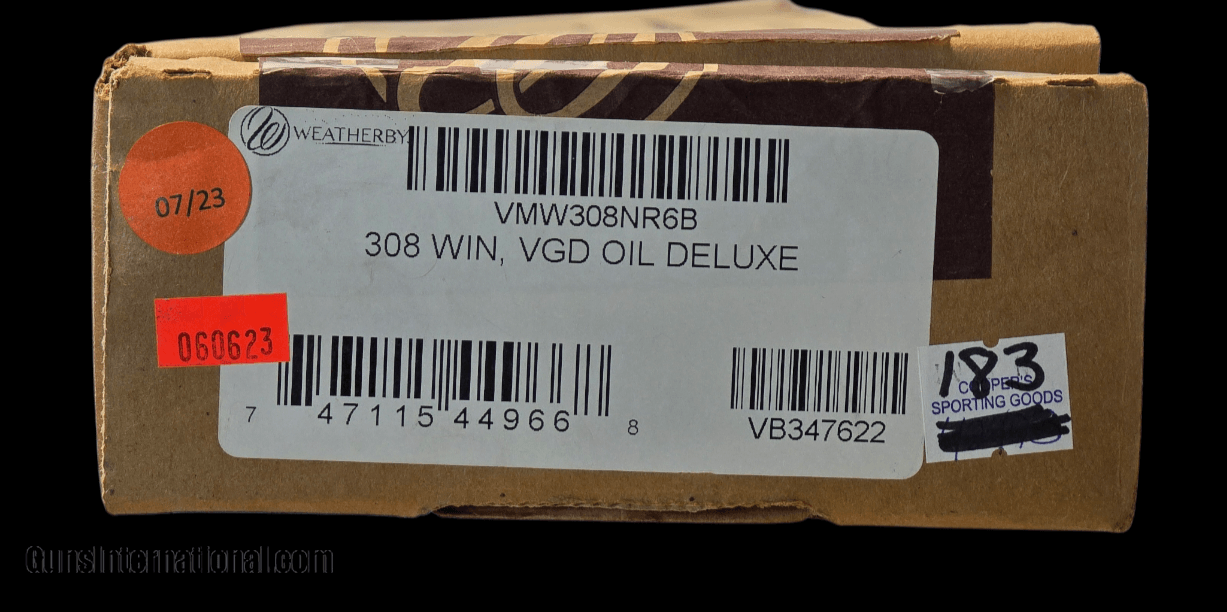 WEATHERBY
VMW308NR6B
308 WIN, VGD OIL DELUXE
07/23
060623
7 47115 44966 8
VB347622
183
COOPER'S
SPORTING GOODS
GunsInternational.com